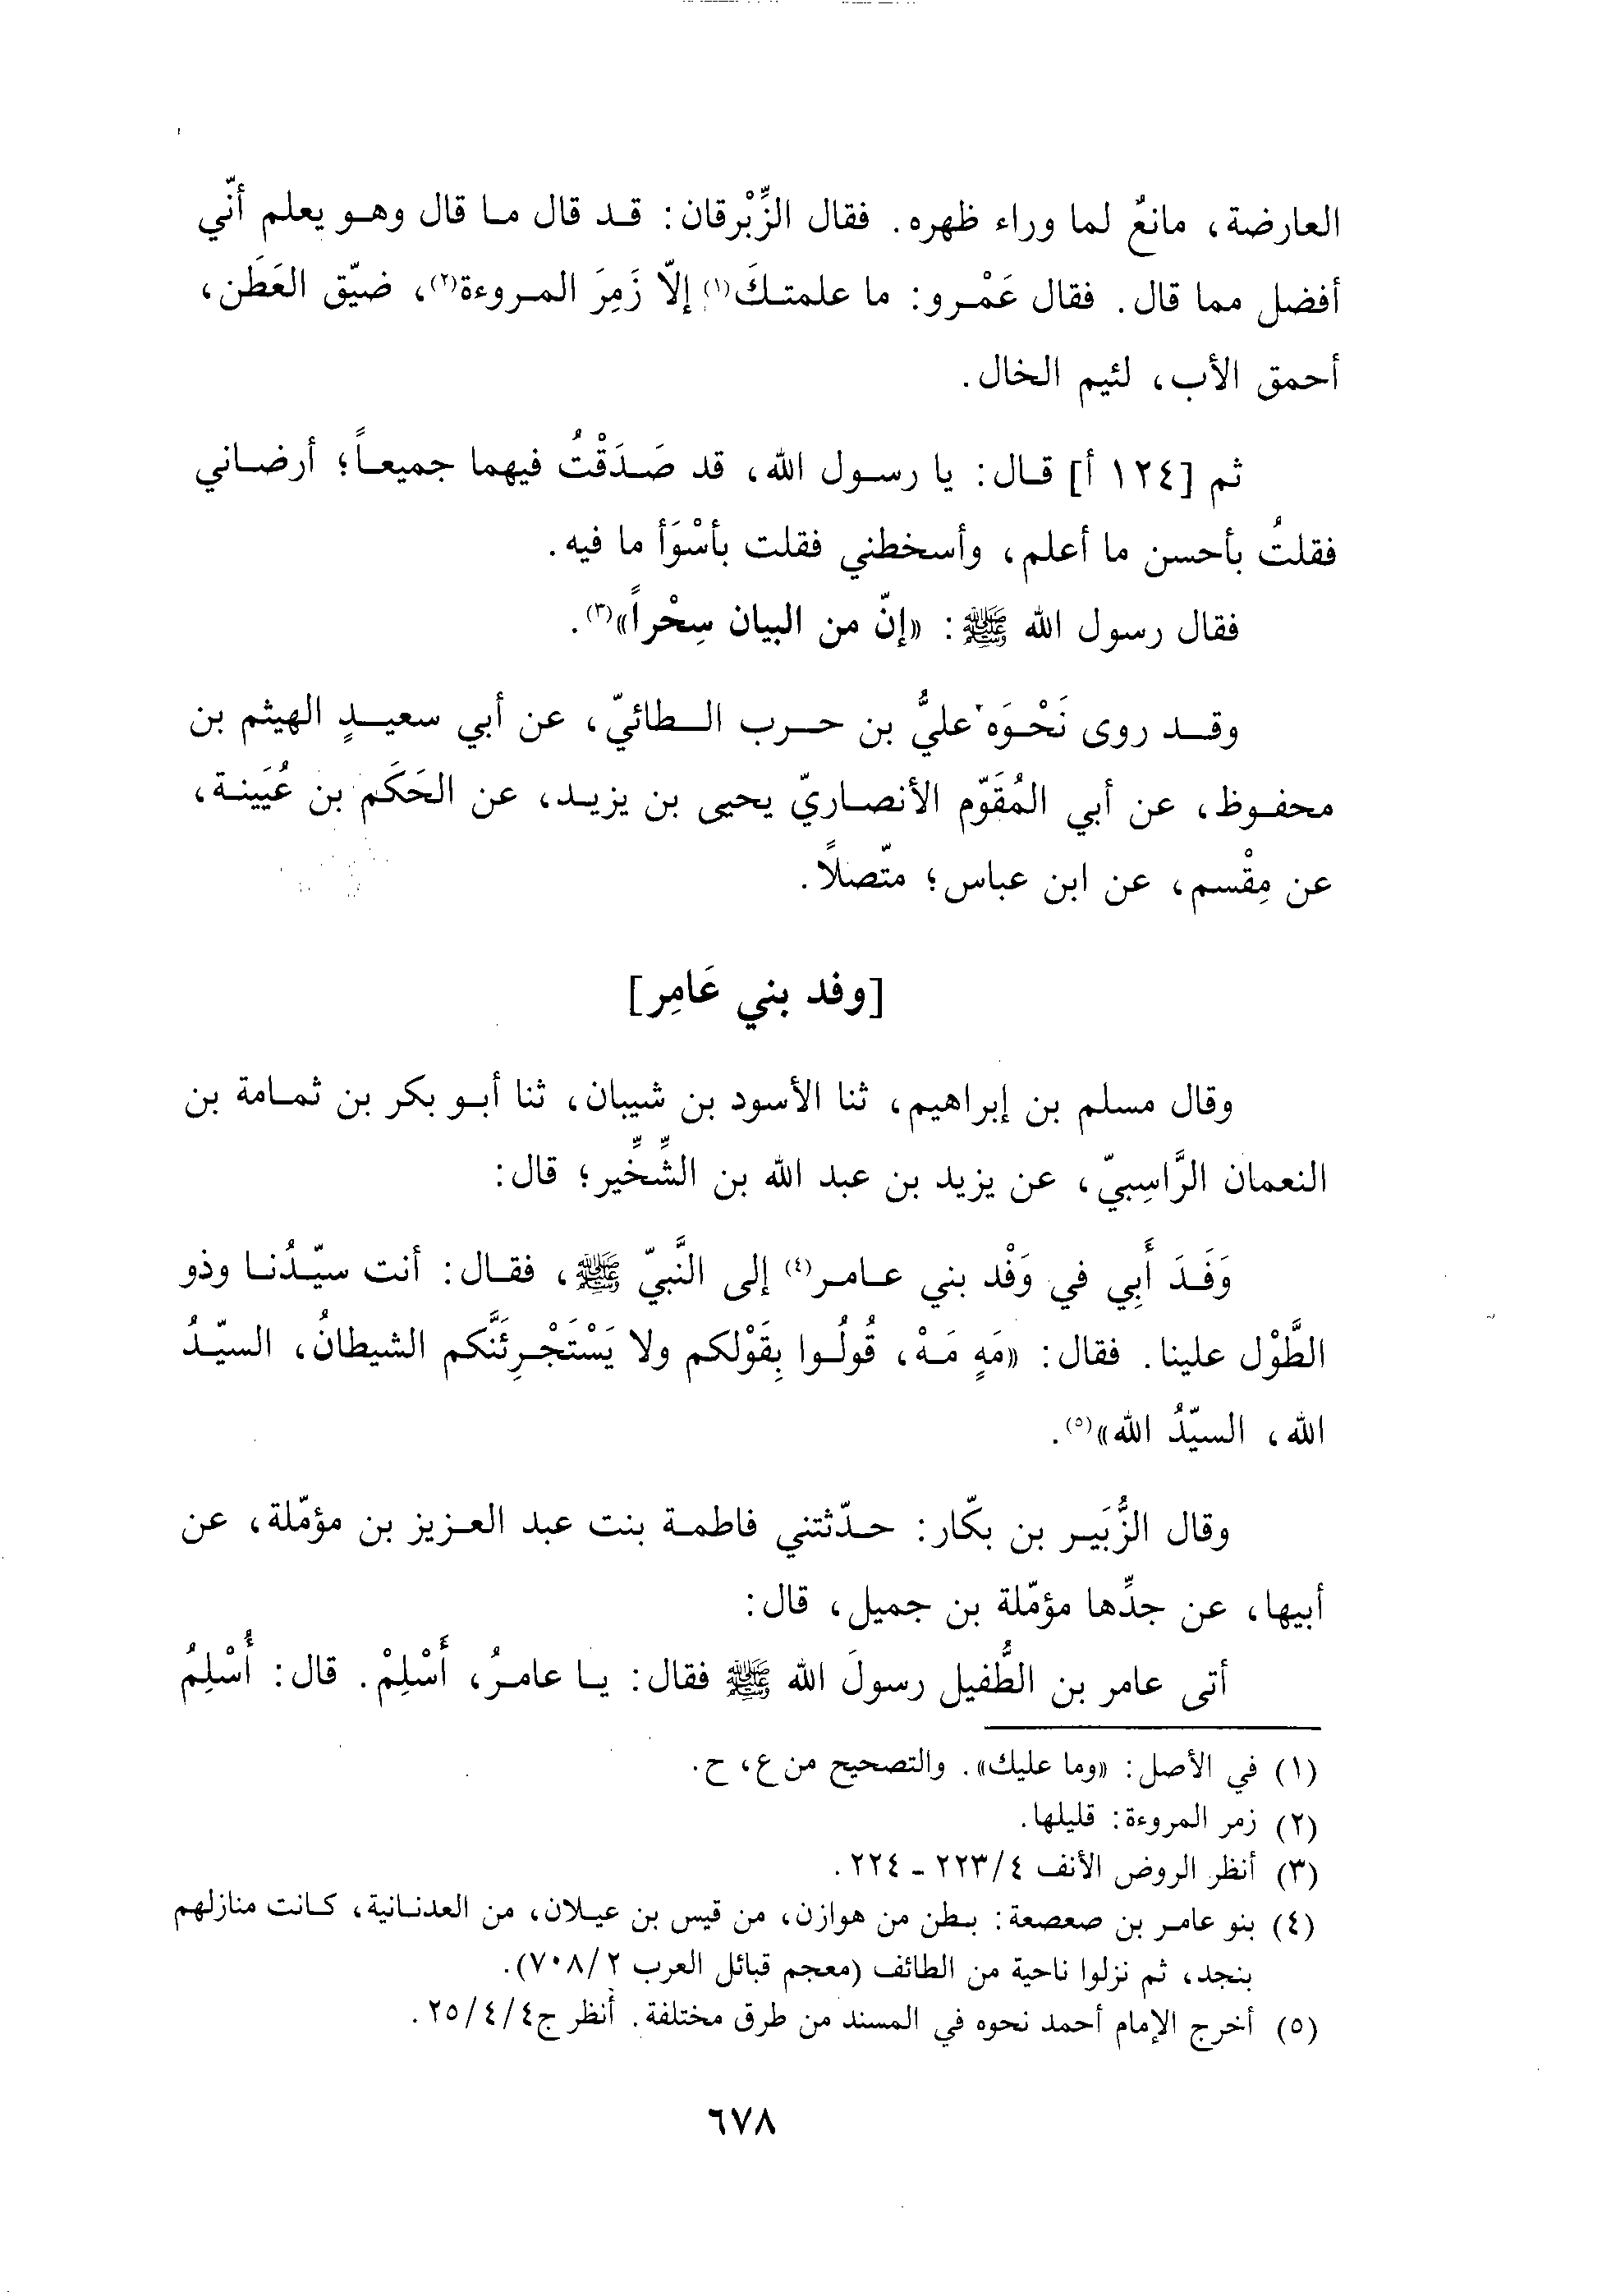 العارضة، مانعٌ لما وراء ظهره. فقال الزِّبْرقان: قد قال ما قال وهو يعلم أنّي
أفضل مما قال. فقال عَمْرو: ما علمتكَ(١) إلّا زَمِرَ المروءة(٢)، ضيّق العَطَن،
أحمق الأب، لئيم الخال.
ثم [١٢٤ أ] قال: يا رسول الله، قد صَدَقْتُ فيهما جميعاً؛ أرضاني
فقلتُ بأحسن ما أعلم، وأسخطني فقلت بأسْوَأ ما فيه.
فقال رسول الله ﷺ: «إنّ من البيان سِحْراً»(٣).
وقد روى نَحْوَه عليُّ بن حرب الطائيّ، عن أبي سعيدٍ الهيثم بن
محفوظ، عن أبي المُقَوّم الأنصاريّ يحيى بن يزيد، عن الحَكَم بن عُيَينة،
عن مِقْسم، عن ابن عباس؛ متّصلاً.
[وفد بني عَامِر]
وقال مسلم بن إبراهيم، ثنا الأسود بن شيبان، ثنا أبو بكر بن ثمامة بن
النعمان الرَّاسِبيّ، عن يزيد بن عبد الله بن الشِّخِّير؛ قال:
وَفَدَ أَبِي في وَفْد بني عامر(٤) إلى النَّبيّ ﷺ، فقال: أنت سيّدُنا وذو
الطَّوْل علينا. فقال: «مَهٍ مَهْ، قُولُوا بِقَوْلكم ولا يَسْتَجْرِئَنَّكم الشيطانُ، السيّدُ
الله، السيّدُ الله»(٥).
وقال الزُّبَير بن بكّار: حدّثتني فاطمة بنت عبد العزيز بن مؤمّلة، عن
أبيها، عن جدِّها مؤمّلة بن جميل، قال:
أتى عامر بن الطُّفيل رسولَ الله ﷺ فقال: يا عامرُ، أَسْلِمْ. قال: أُسْلِمُ
(١) في الأصل: «وما عليك». والتصحيح من ع، ح.
(٢) زمر المروءة: قليلها.
(٣) أنظر الروض الأنف ٢٢٣/٤ - ٢٢٤.
(٤) بنو عامر بن صعصعة: بطن من هوازن، من قيس بن عيلان، من العدنانية، كانت منازلهم
بنجد، ثم نزلوا ناحية من الطائف (معجم قبائل العرب ٧٠٨/٢).
(٥) أخرج الإمام أحمد نحوه في المسند من طرق مختلفة. أنظر ج٤/٤/٢٥.
٦٧٨